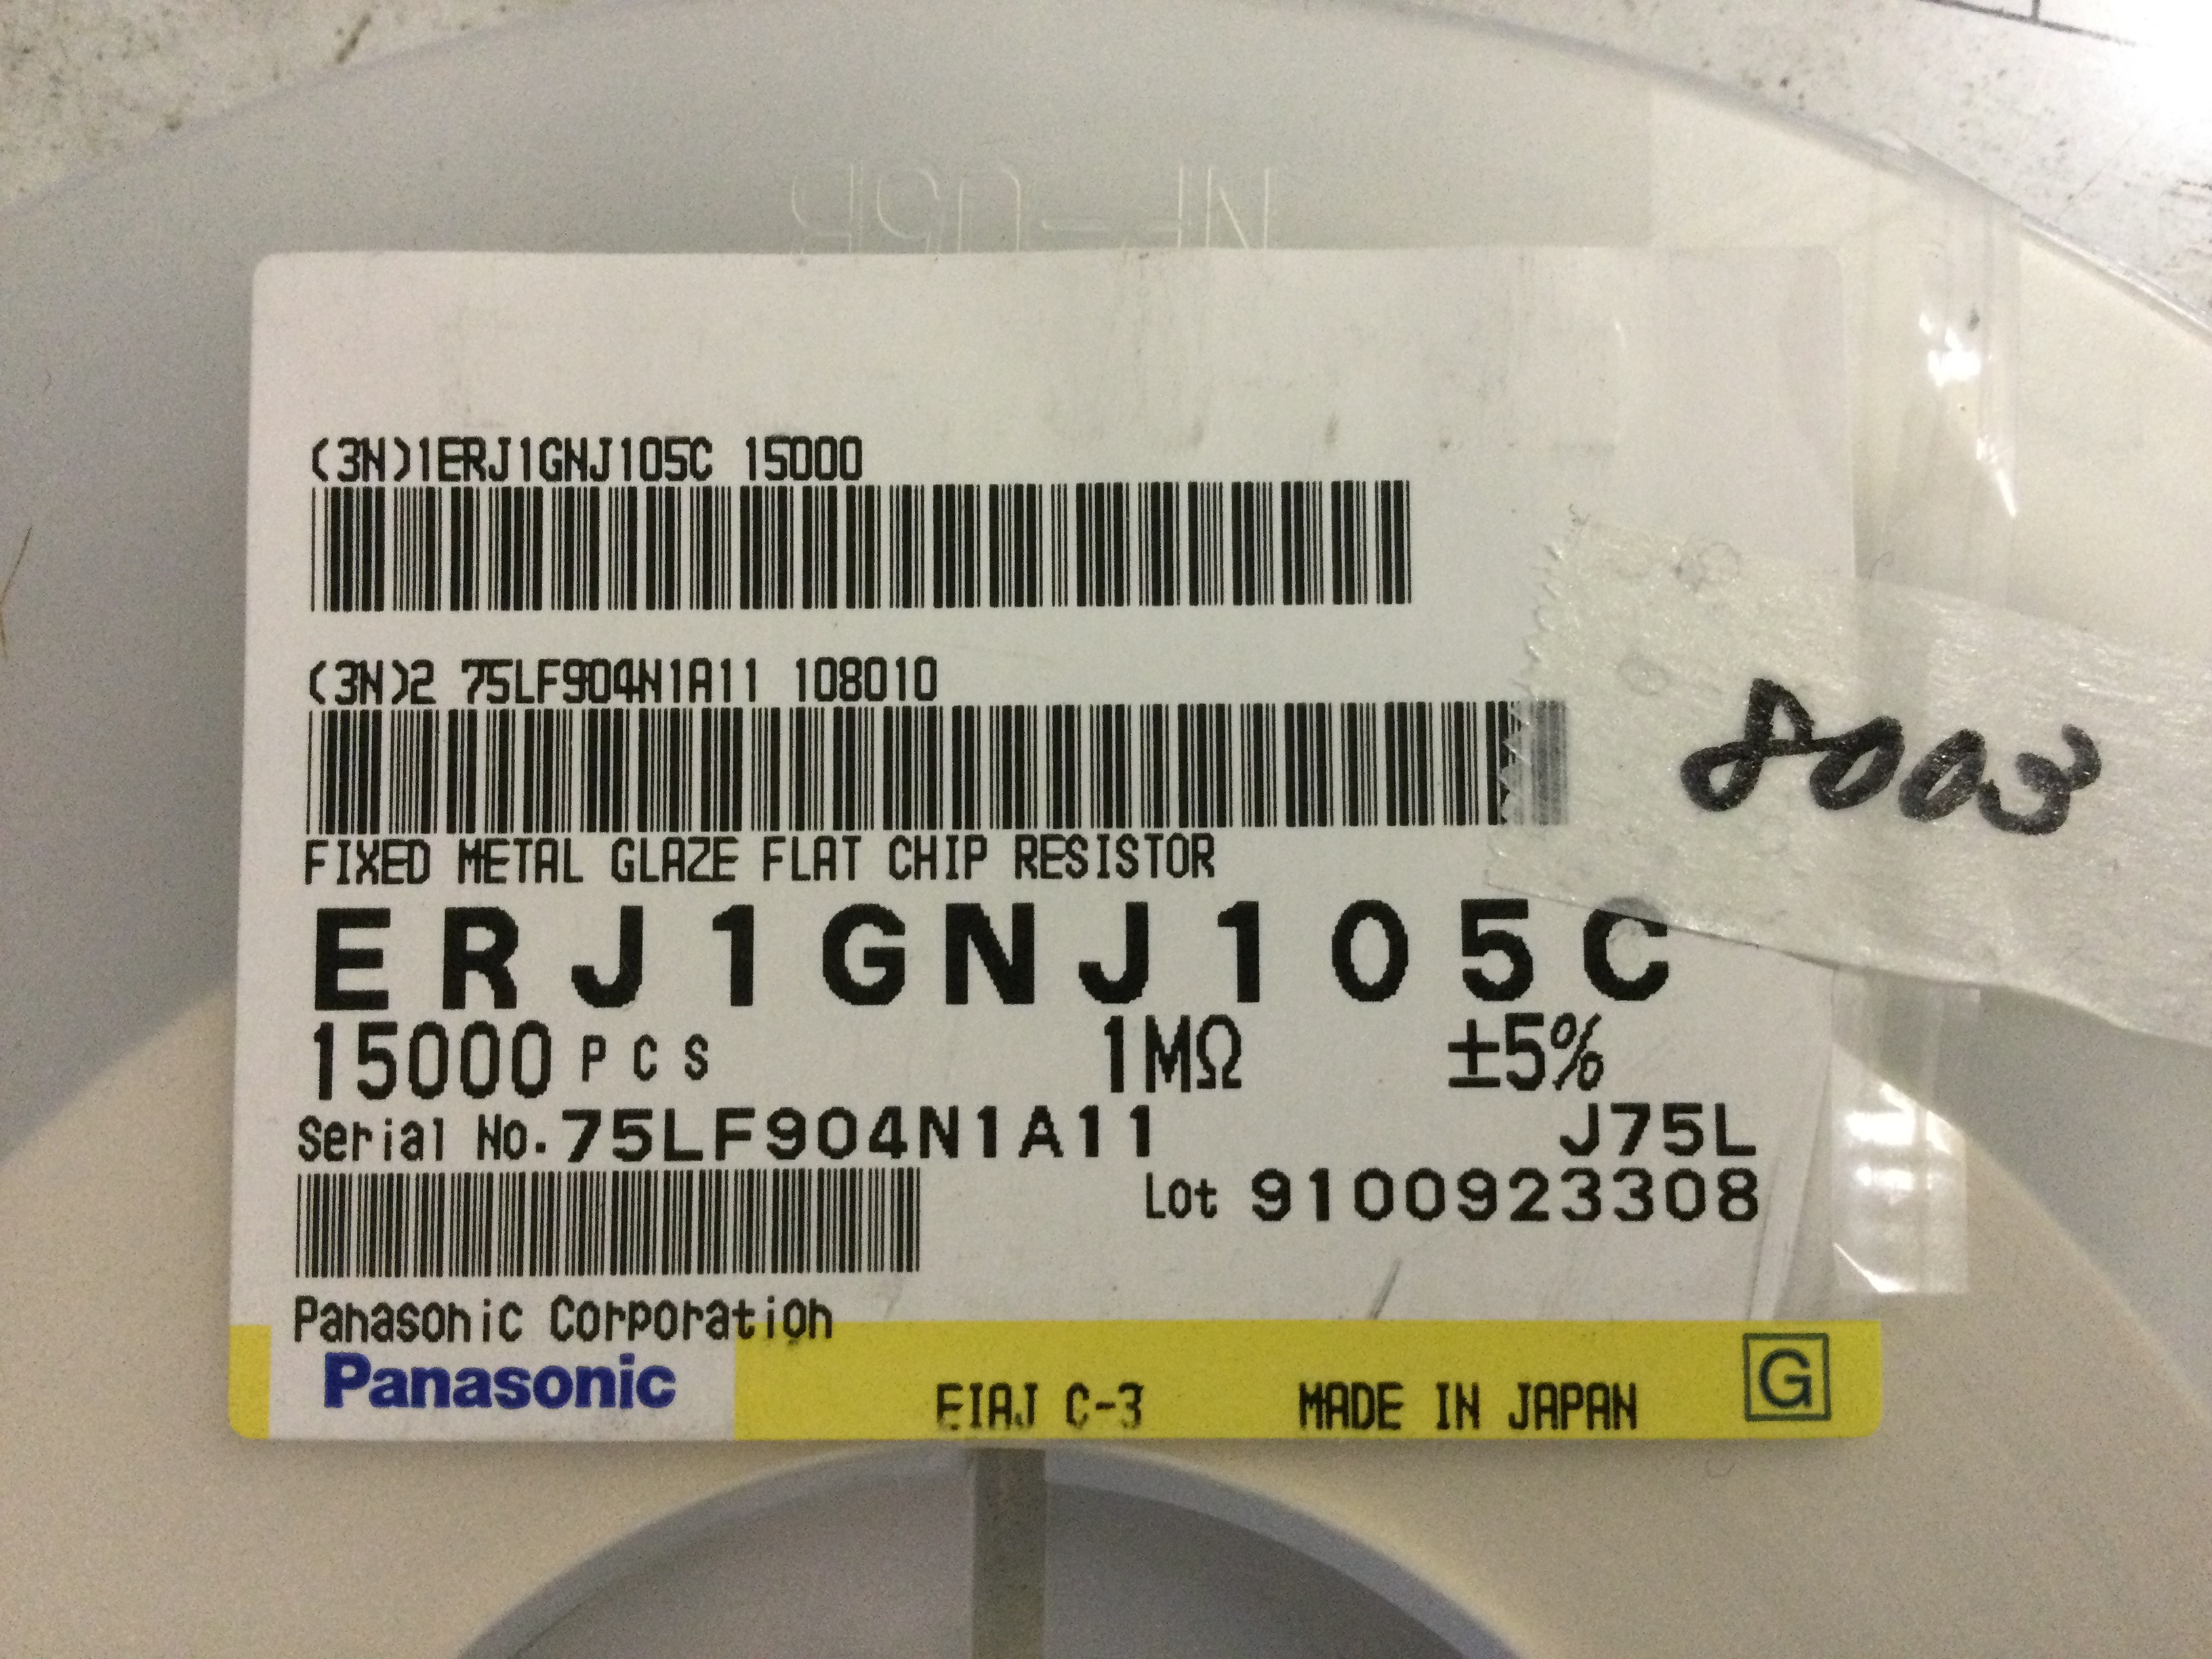 (3N)1ERJ1GNJ105C 15000
(3N)2 75LF904N1A11 108010
8003
FIXED METAL GLAZE FLAT CHIP RESISTOR
ERJ1GNJ105C
15000 PCS 1MΩ ±5%
Serial No. 75LF904N1A11 J75L
Lot 9100923308
Panasonic Corporation
Panasonic EIAJ C-3 MADE IN JAPAN G